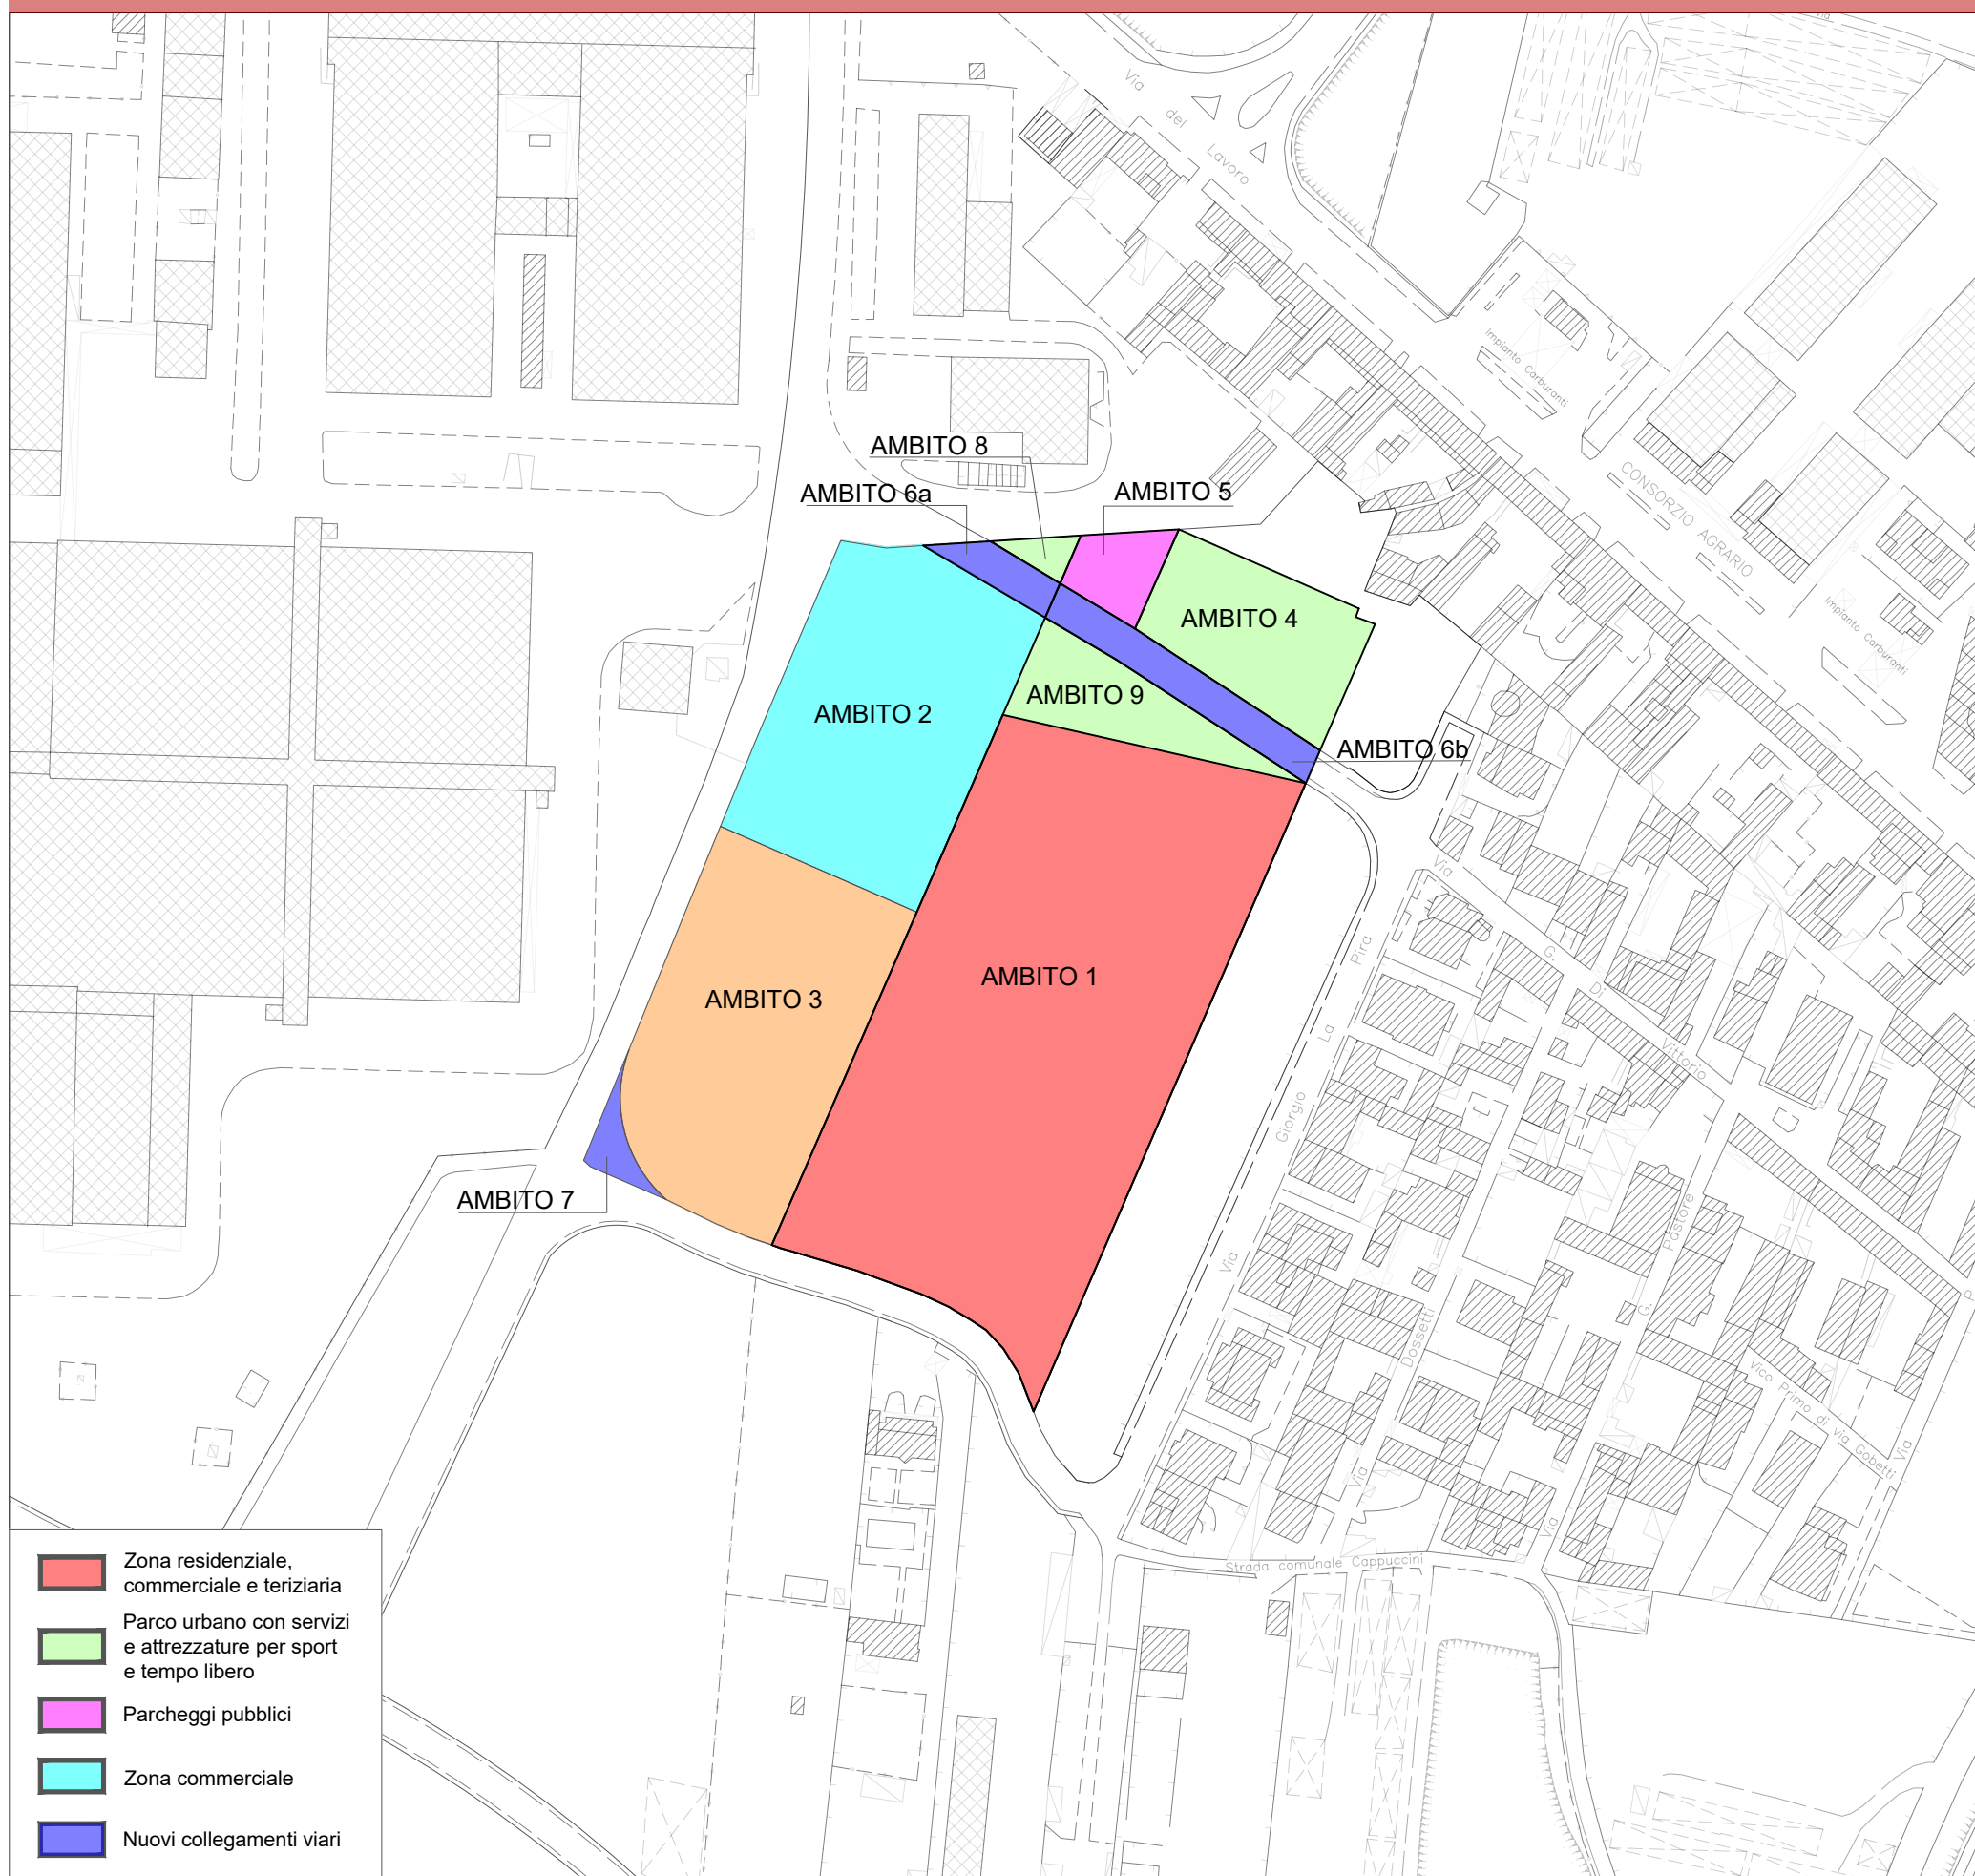 Via
del
Lavoro
Impianto Carburanti
CONSORZIO AGRARIO
Impianto Carburanti
AMBITO 8
AMBITO 6a
AMBITO 5
AMBITO 4
AMBITO 9
AMBITO 2
AMBITO 6b
AMBITO 3
AMBITO 1
AMBITO 7
Via
G.
Di
Vittorio
Via
Giorgio
La
Pira
Via
Dossetti
Via
G.
Pastore
Vico Primo di
via Gobetti
Via
Strada comunale Cappuccini
Zona residenziale,
commerciale e teriziaria
Parco urbano con servizi
e attrezzature per sport
e tempo libero
Parcheggi pubblici
Zona commerciale
Nuovi collegamenti viari